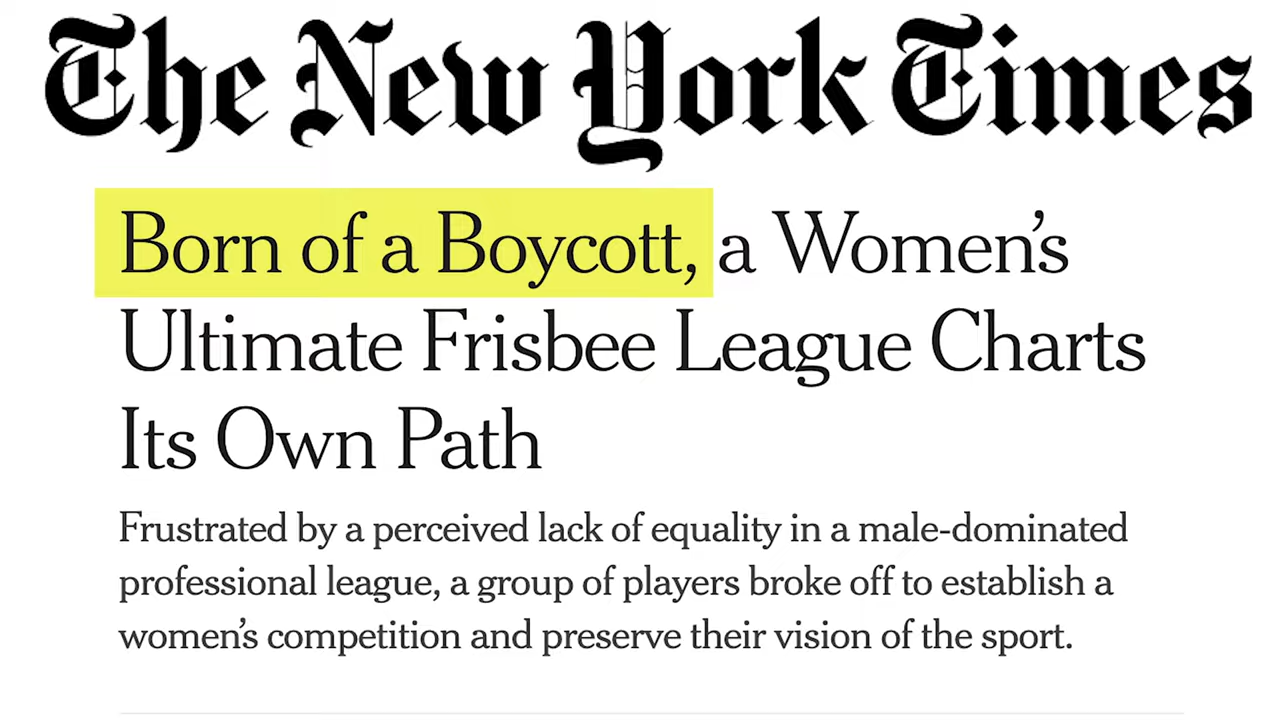 The New York Times
Born of a Boycott, a Women’s
Ultimate Frisbee League Charts
Its Own Path
Frustrated by a perceived lack of equality in a male-dominated
professional league, a group of players broke off to establish a
women’s competition and preserve their vision of the sport.